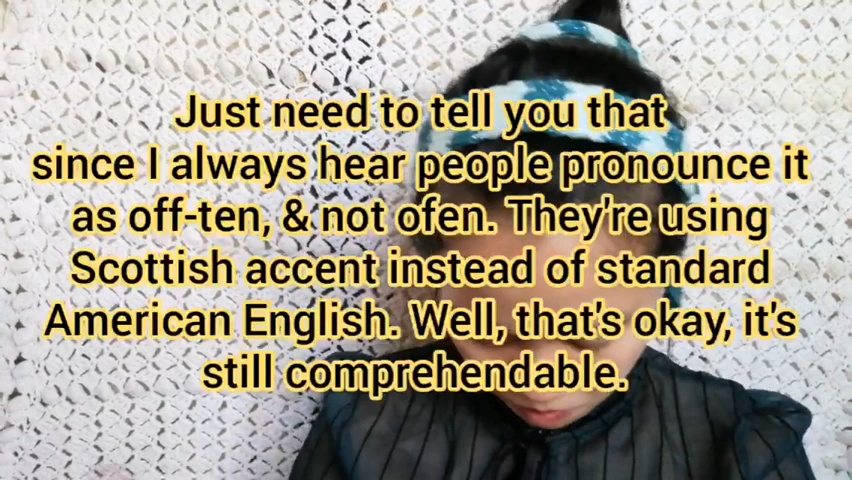 Just need to tell you that
since I always hear people pronounce it
as off-ten, & not ofen. They're using
Scottish accent instead of standard
American English. Well, that's okay, it's
still comprehendable.